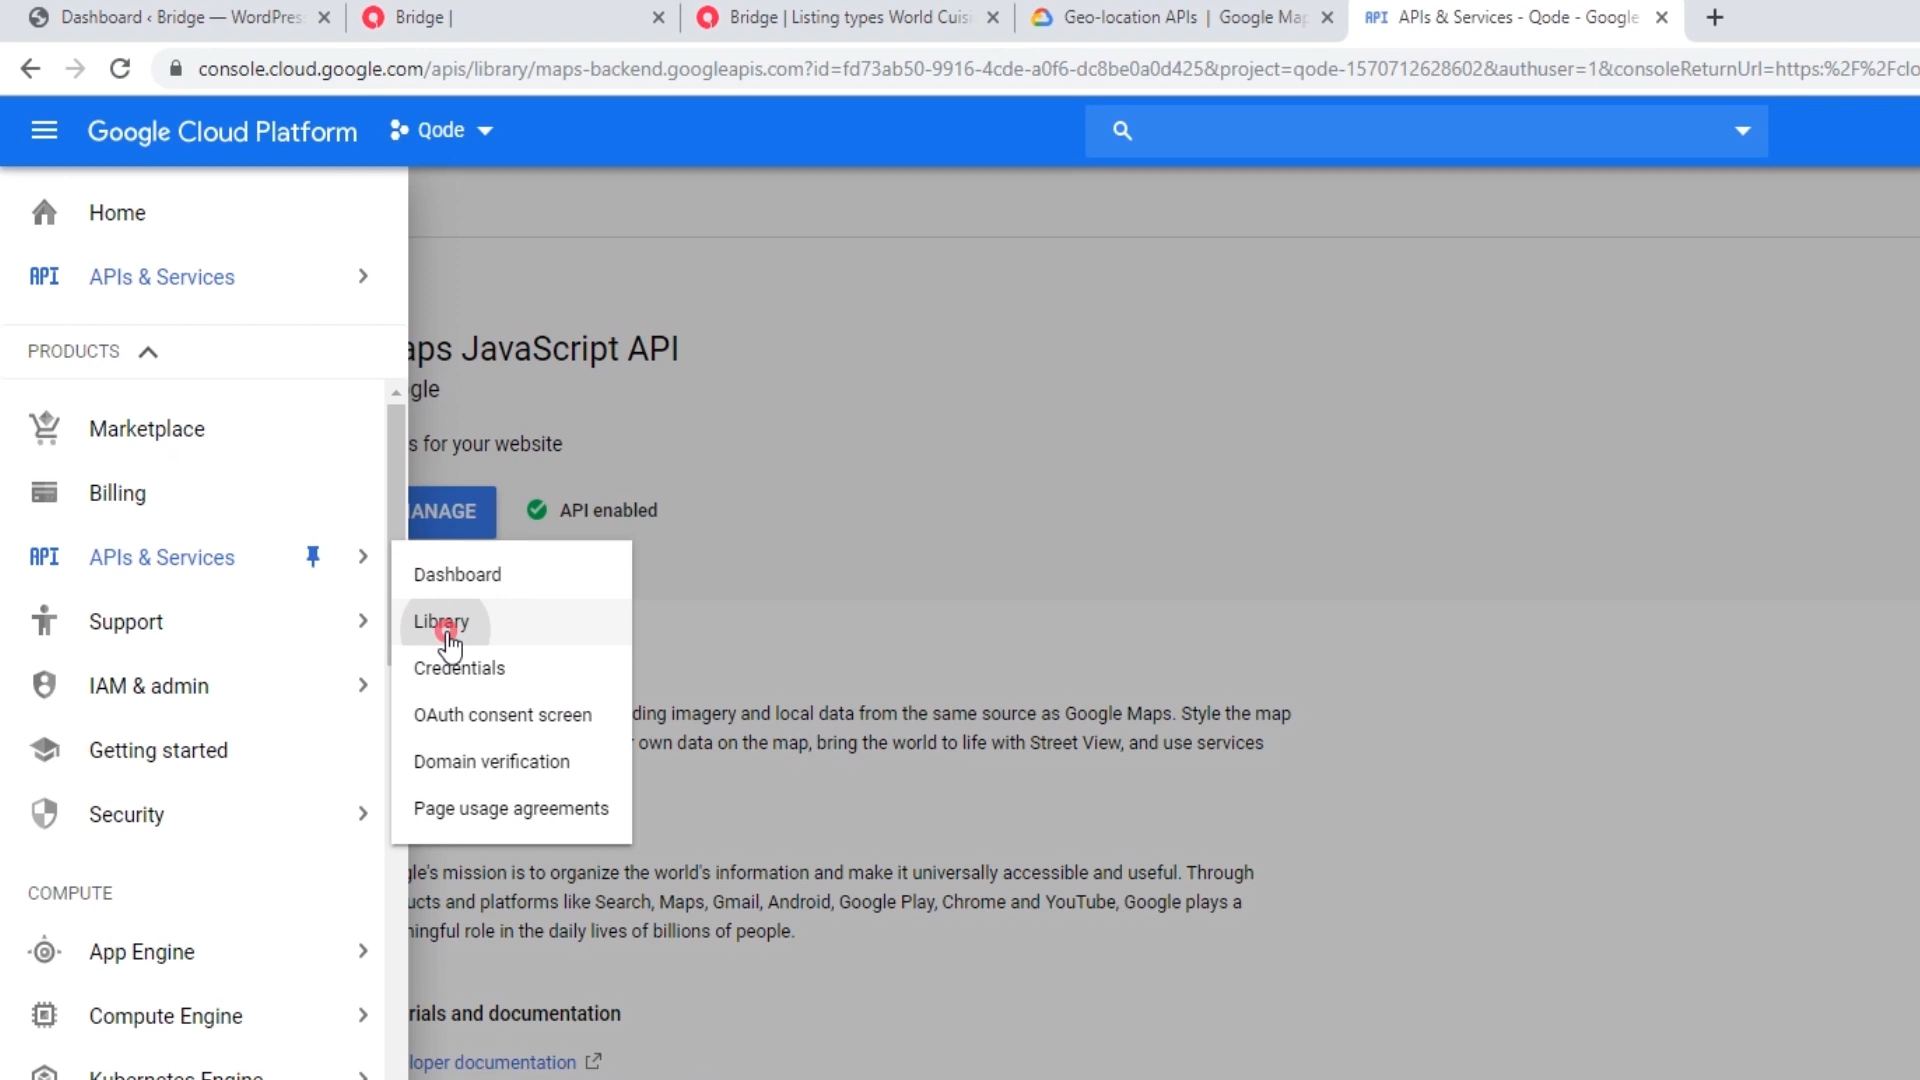 Dashboard ‹ Bridge — WordPres
Bridge |
Bridge | Listing types World Cuisi
Geo-location APIs | Google Map
API APIs & Services - Qode - Google
console.cloud.google.com/apis/library/maps-backend.googleapis.com?id=fd73ab50-9916-4cde-a0f6-dc8be0a0d425&project=qode-1570712628602&authuser=1&consoleReturnUrl=https:%2F%2Fclo
Google Cloud Platform
Qode
Home
API APIs & Services
PRODUCTS
aps JavaScript API
gle
Marketplace
s for your website
Billing
ANAGE
API enabled
API APIs & Services
Dashboard
Support
Library
Credentials
IAM & admin
OAuth consent screen
ding imagery and local data from the same source as Google Maps. Style the map
own data on the map, bring the world to life with Street View, and use services
Getting started
Domain verification
Page usage agreements
Security
gle's mission is to organize the world's information and make it universally accessible and useful. Through
ucts and platforms like Search, Maps, Gmail, Android, Google Play, Chrome and YouTube, Google plays a
ningful role in the daily lives of billions of people.
COMPUTE
App Engine
Compute Engine
rials and documentation
loper documentation
Kubernetes Engine